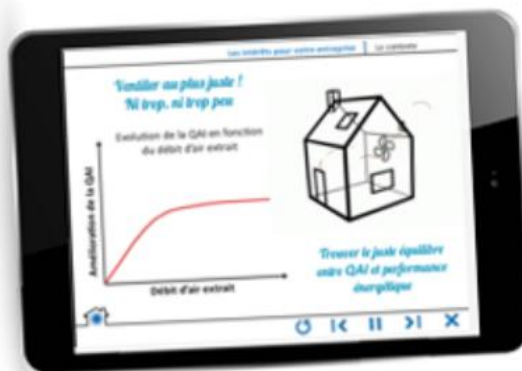 Les intérêts pour votre entreprise | Le contexte
Ventiler au plus juste !
Ni trop, ni trop peu
Evolution de la QAI en fonction
du débit d'air extrait
Amélioration de la QAI
Débit d'air extrait
Trouver le juste équilibre
entre QAI et performance
énergétique